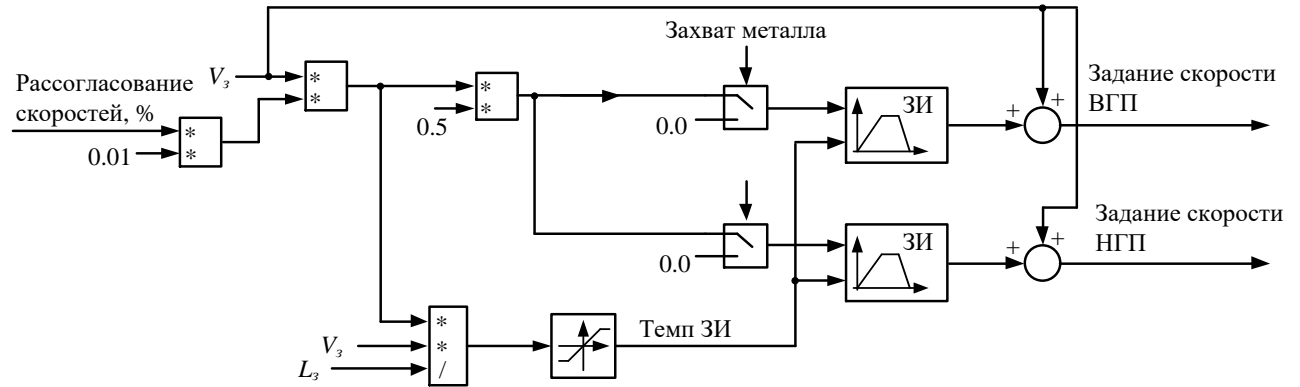 Захват металла
Рассогласование
скоростей, %
Vз
*
*
*
*
0.01
*
*
0.5
0.0
ЗИ
+
+
Задание скорости
ВГП
0.0
ЗИ
+
+
Задание скорости
НГП
Vз
Lз
*
*
/
Темп ЗИ